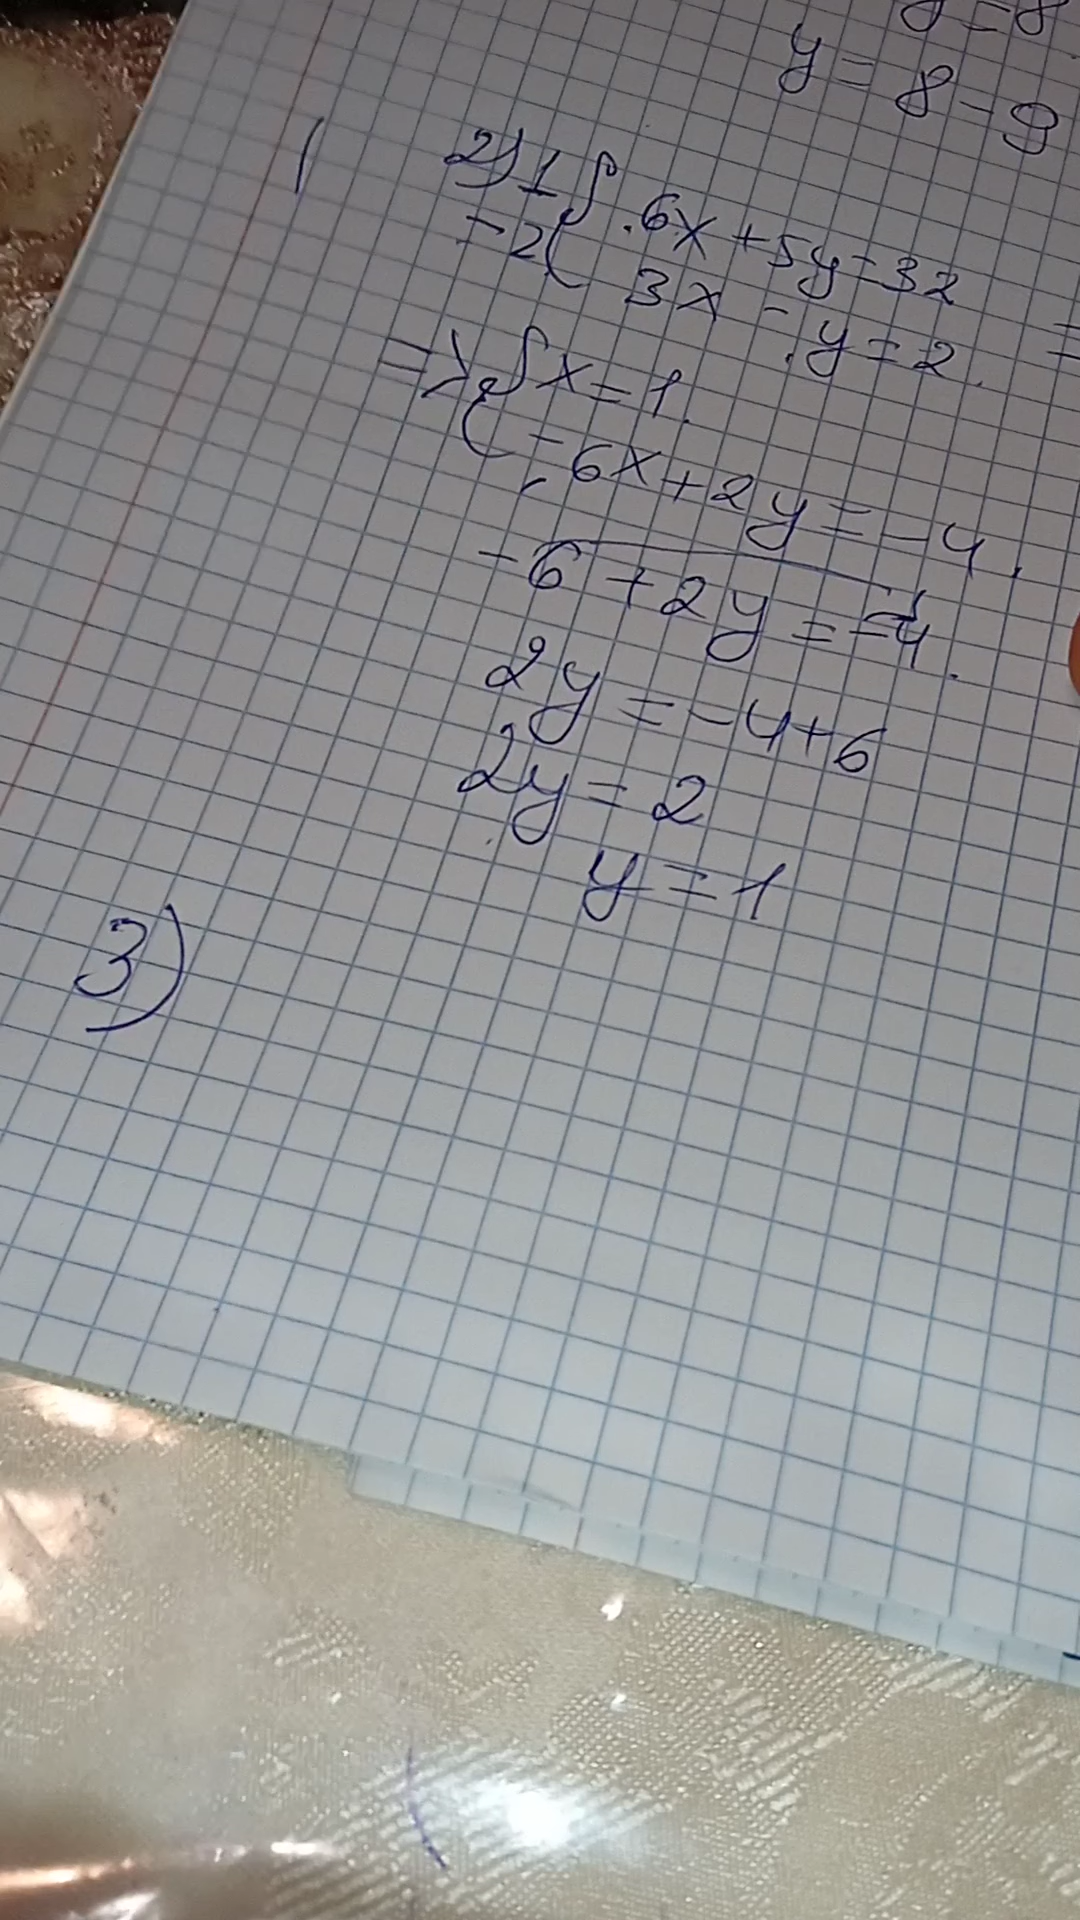 y = 8
y = 8 - 9
2) 1 { 6x + 5y = 32
-2 { 3x - y = 2. =
=> { x = 1.
{ -6x + 2y = -4.
-6 + 2y = -4.
2y = -4 + 6
2y = 2
y = 1
3)